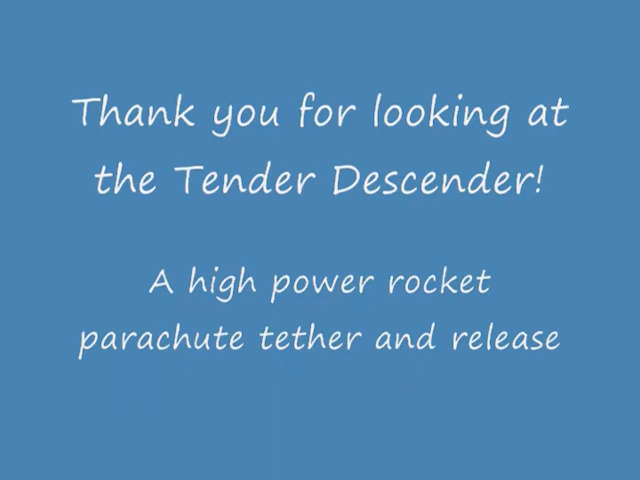 Thank you for looking at
the Tender Descender!
A high power rocket
parachute tether and release